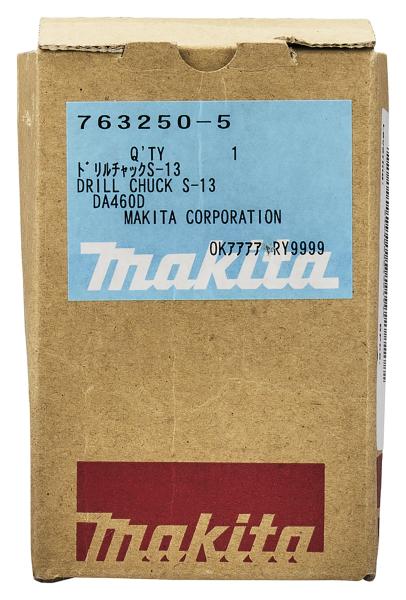 763250-5
Q'TY 1
ドリルチャックS-13
DRILL CHUCK S-13
DA460D
MAKITA CORPORATION
OK7777 RY9999
makita
makita